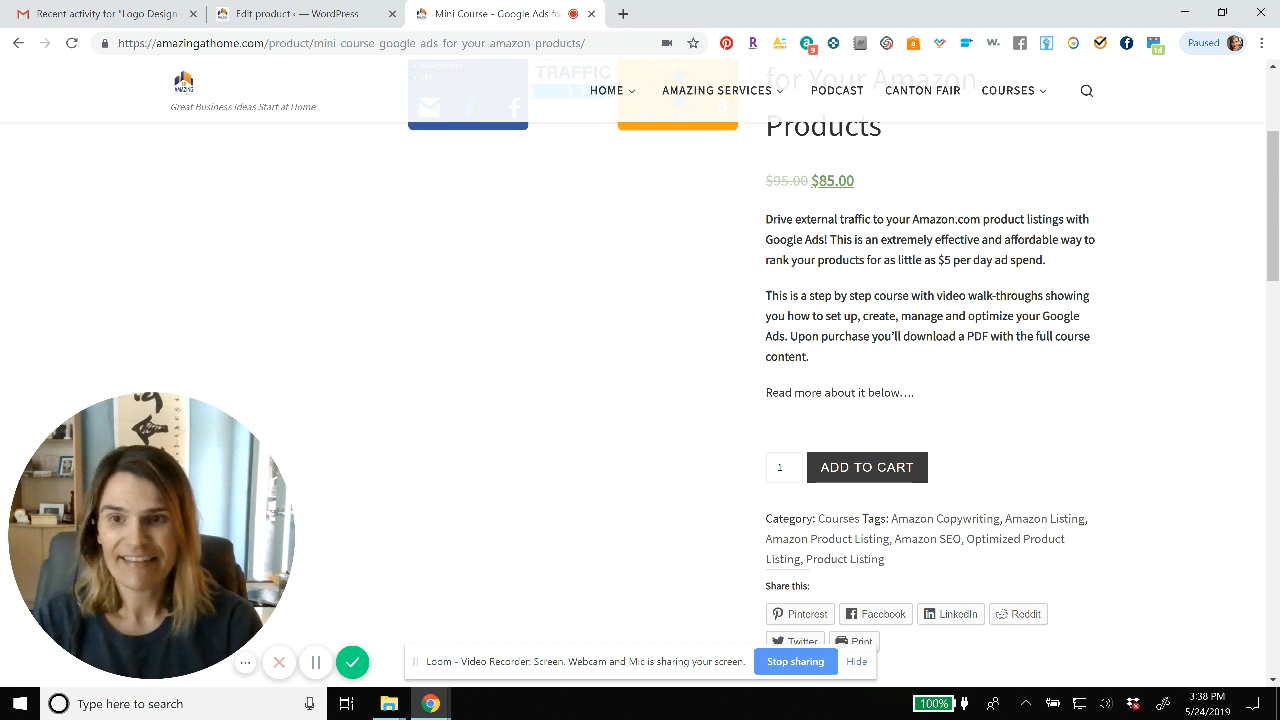 Recent activity for "Logo Design
Edit product ‹ — WordPress
Mini Course - Google Ads fo
https://amazingathome.com/product/mini-course-google-ads-for-your-amazon-products/
9
1d
Paused
AMAZING
Great Business Ideas Start at Home
HOME
AMAZING SERVICES
PODCAST
CANTON FAIR
COURSES
TRAFFIC
for Your Amazon
Products
$95.00 $85.00
Drive external traffic to your Amazon.com product listings with
Google Ads! This is an extremely effective and affordable way to
rank your products for as little as $5 per day ad spend.
This is a step by step course with video walk-throughs showing
you how to set up, create, manage and optimize your Google
Ads. Upon purchase you'll download a PDF with the full course
content.
Read more about it below….
1
ADD TO CART
Category: Courses Tags: Amazon Copywriting, Amazon Listing,
Amazon Product Listing, Amazon SEO, Optimized Product
Listing, Product Listing
Share this:
Pinterest
Facebook
LinkedIn
Reddit
Twitter
Print
Loom - Video Recorder: Screen, Webcam and Mic is sharing your screen.
Stop sharing
Hide
Type here to search
100%
3:38 PM
5/24/2019